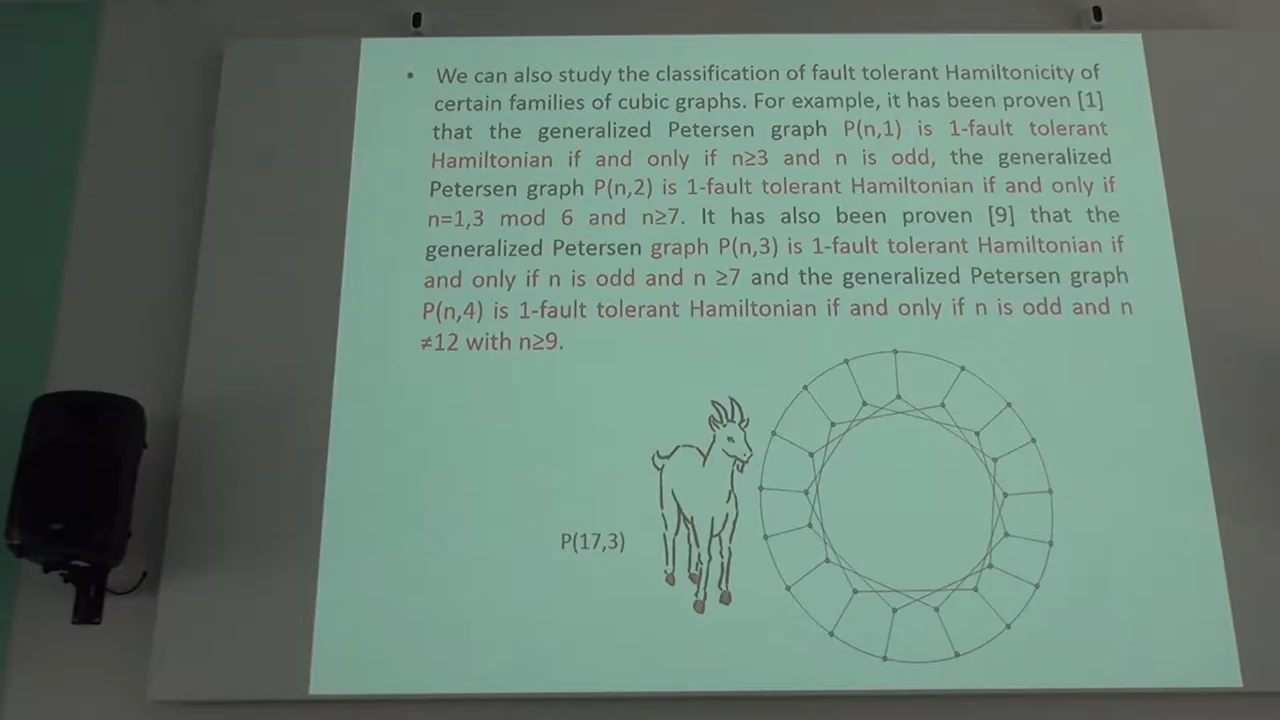 • We can also study the classification of fault tolerant Hamiltonicity of
certain families of cubic graphs. For example, it has been proven [1]
that the generalized Petersen graph P(n,1) is 1-fault tolerant
Hamiltonian if and only if n≥3 and n is odd, the generalized
Petersen graph P(n,2) is 1-fault tolerant Hamiltonian if and only if
n=1,3 mod 6 and n≥7. It has also been proven [9] that the
generalized Petersen graph P(n,3) is 1-fault tolerant Hamiltonian if
and only if n is odd and n ≥7 and the generalized Petersen graph
P(n,4) is 1-fault tolerant Hamiltonian if and only if n is odd and n
≠12 with n≥9.
P(17,3)